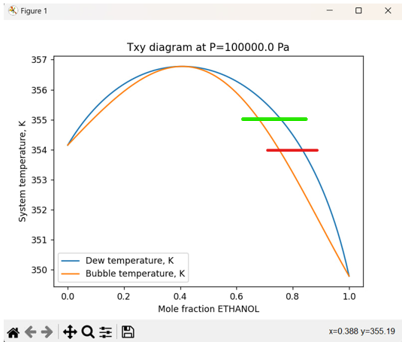 Figure 1
Txy diagram at P=100000.0 Pa
System temperature, K
357
356
355
354
353
352
351
350
Dew temperature, K
Bubble temperature, K
0.0 0.2 0.4 0.6 0.8 1.0
Mole fraction ETHANOL
x=0.388 y=355.19